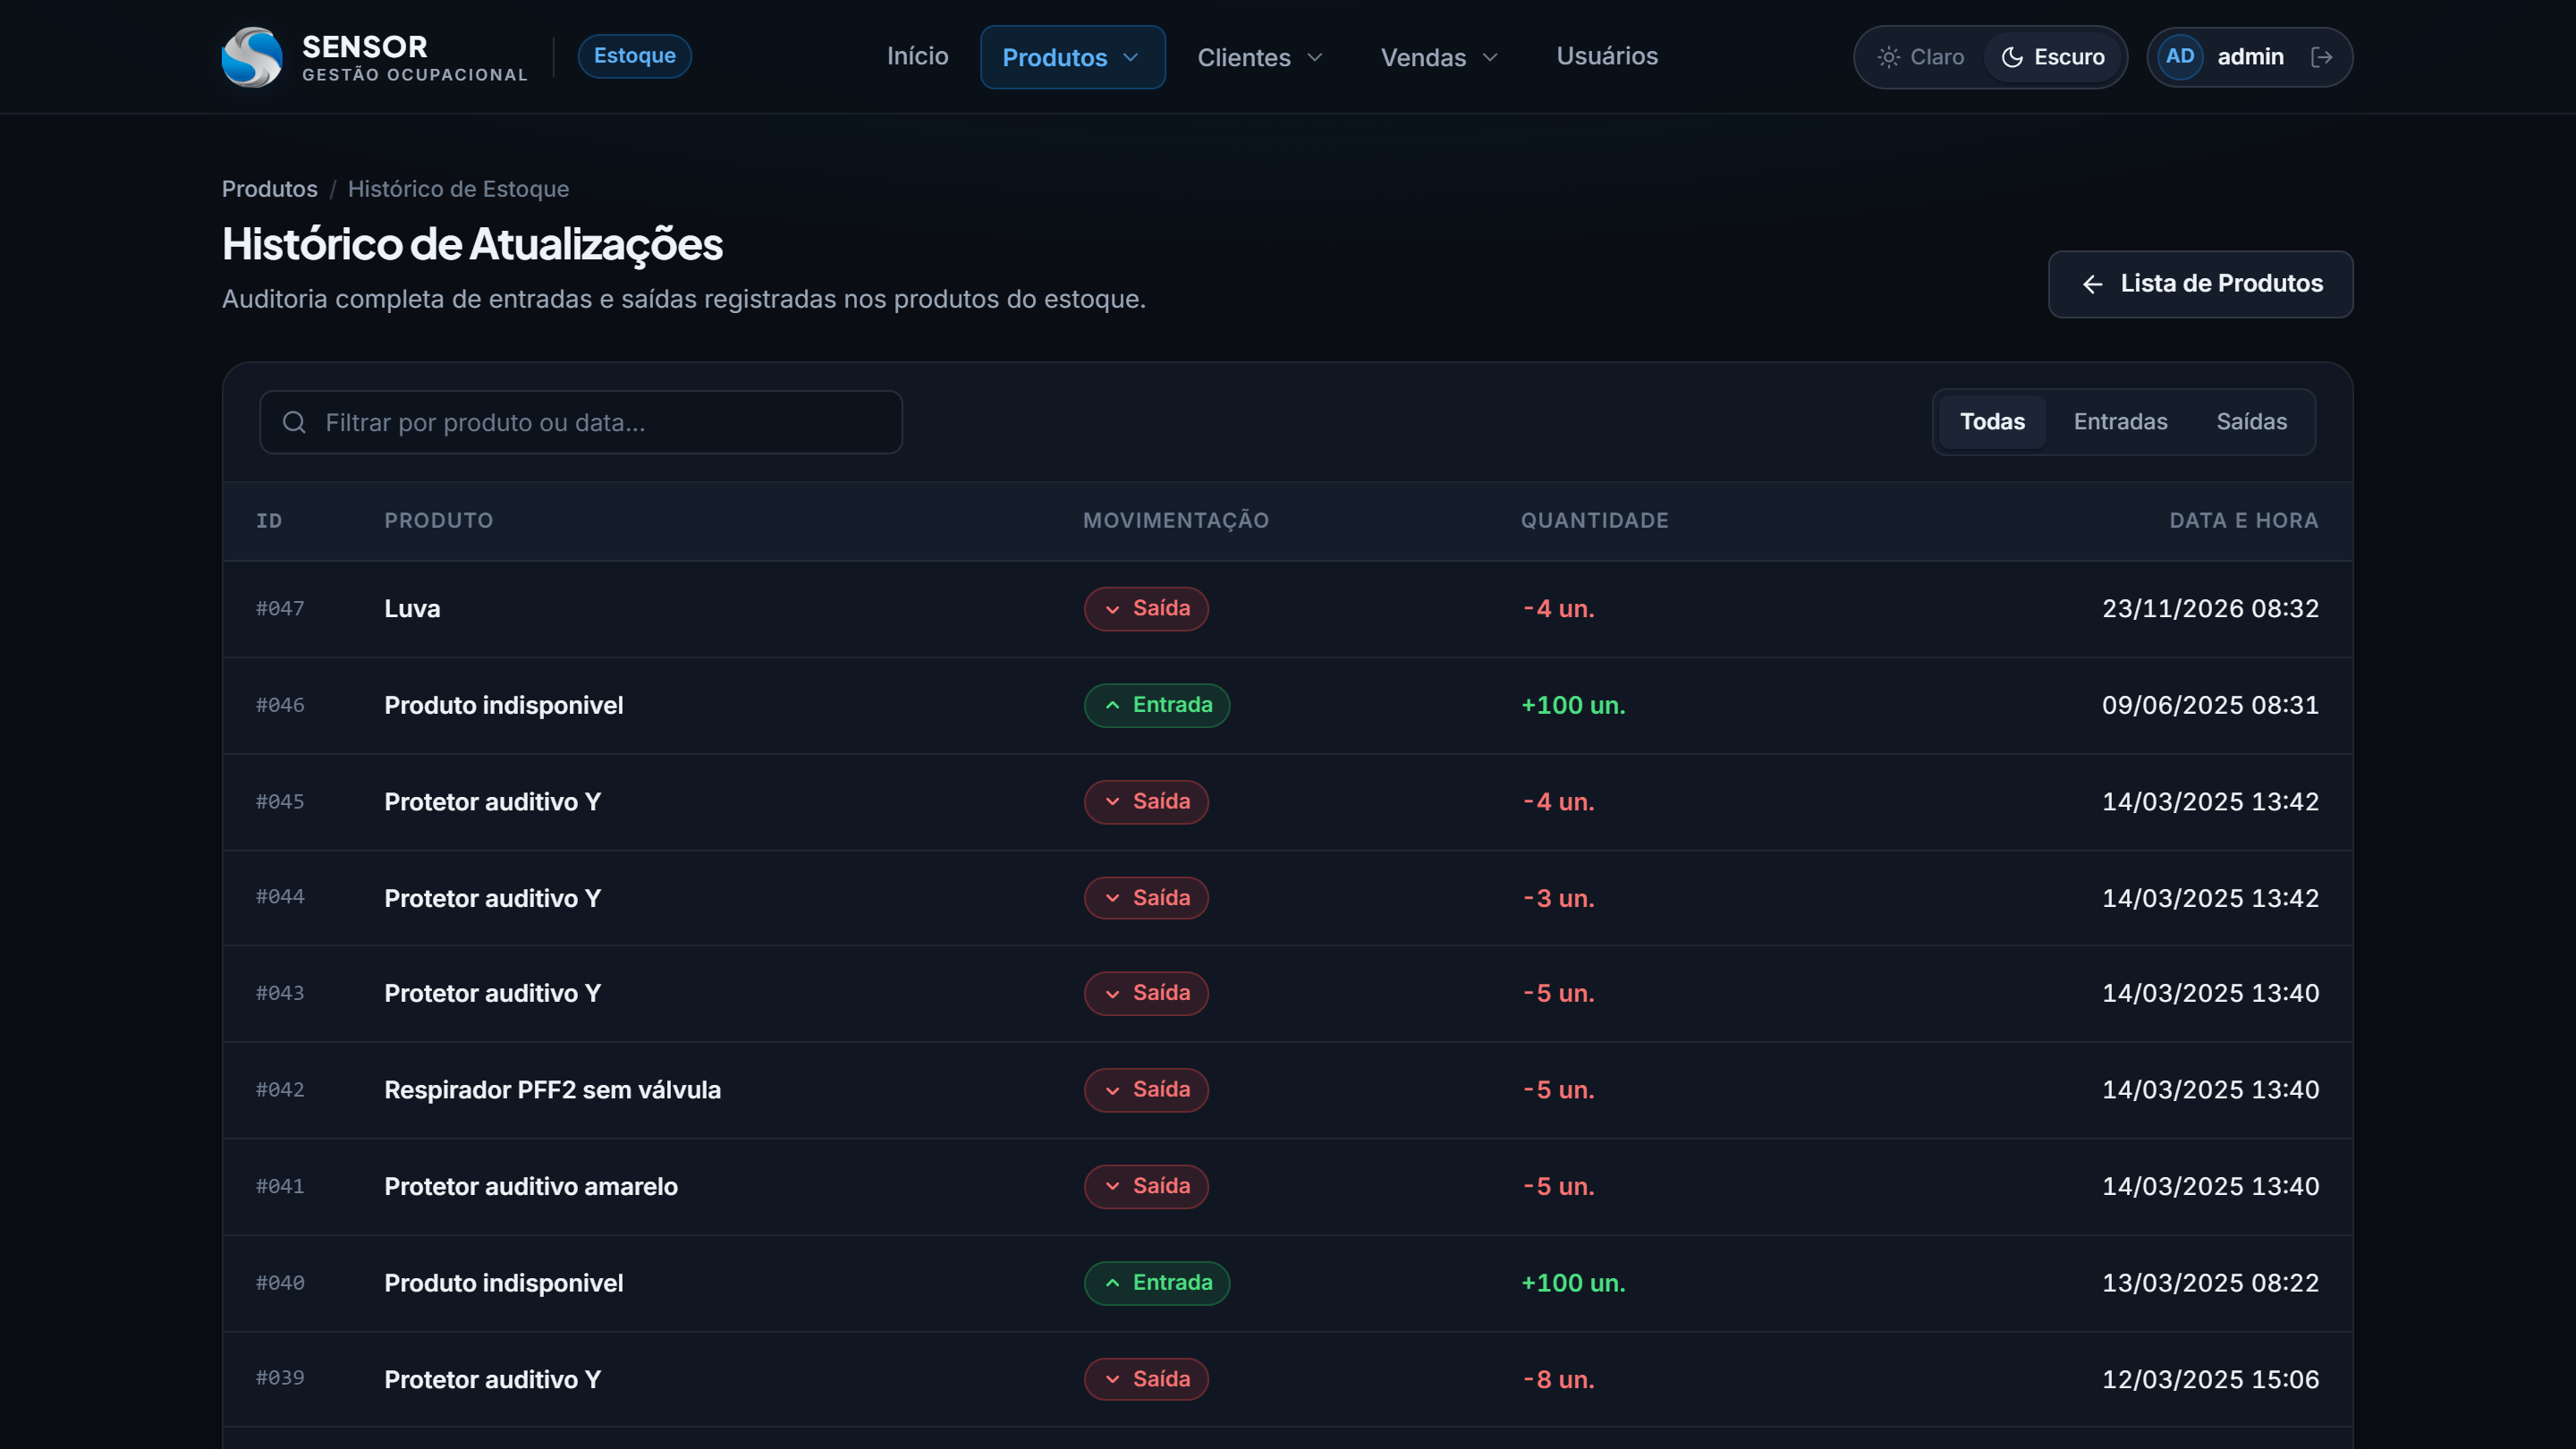 SENSOR
GESTÃO OCUPACIONAL
Estoque
Início
Produtos
Clientes
Vendas
Usuários
Claro
Escuro
AD
admin
Produtos / Histórico de Estoque
Histórico de Atualizações
Auditoria completa de entradas e saídas registradas nos produtos do estoque.
Lista de Produtos
Filtrar por produto ou data...
Todas
Entradas
Saídas
ID PRODUTO MOVIMENTAÇÃO QUANTIDADE DATA E HORA
#047 Luva Saída -4 un. 23/11/2026 08:32
#046 Produto indisponivel Entrada +100 un. 09/06/2025 08:31
#045 Protetor auditivo Y Saída -4 un. 14/03/2025 13:42
#044 Protetor auditivo Y Saída -3 un. 14/03/2025 13:42
#043 Protetor auditivo Y Saída -5 un. 14/03/2025 13:40
#042 Respirador PFF2 sem válvula Saída -5 un. 14/03/2025 13:40
#041 Protetor auditivo amarelo Saída -5 un. 14/03/2025 13:40
#040 Produto indisponivel Entrada +100 un. 13/03/2025 08:22
#039 Protetor auditivo Y Saída -8 un. 12/03/2025 15:06